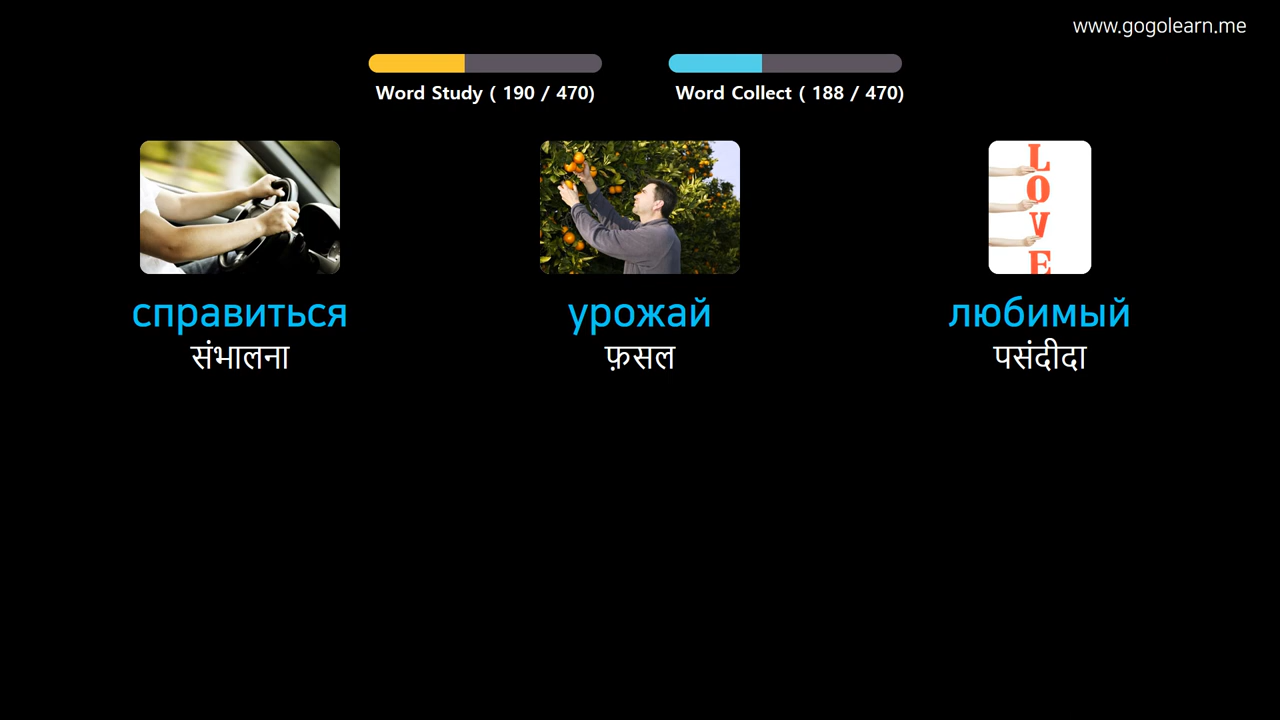 www.gogolearn.me
Word Study ( 190 / 470)
Word Collect ( 188 / 470)
LOVE
справиться
урожай
любимый
संभालना
फ़सल
पसंदीदा